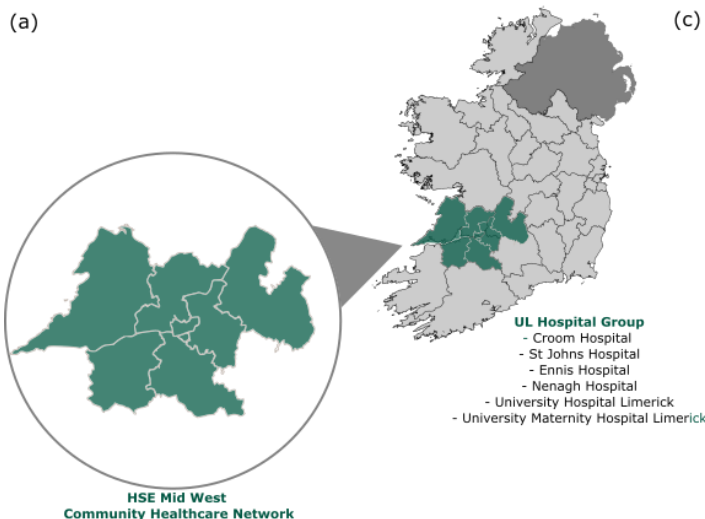 (a)
(c)
UL Hospital Group
- Croom Hospital
- St Johns Hospital
- Ennis Hospital
- Nenagh Hospital
- University Hospital Limerick
- University Maternity Hospital Limerick
HSE Mid West
Community Healthcare Network